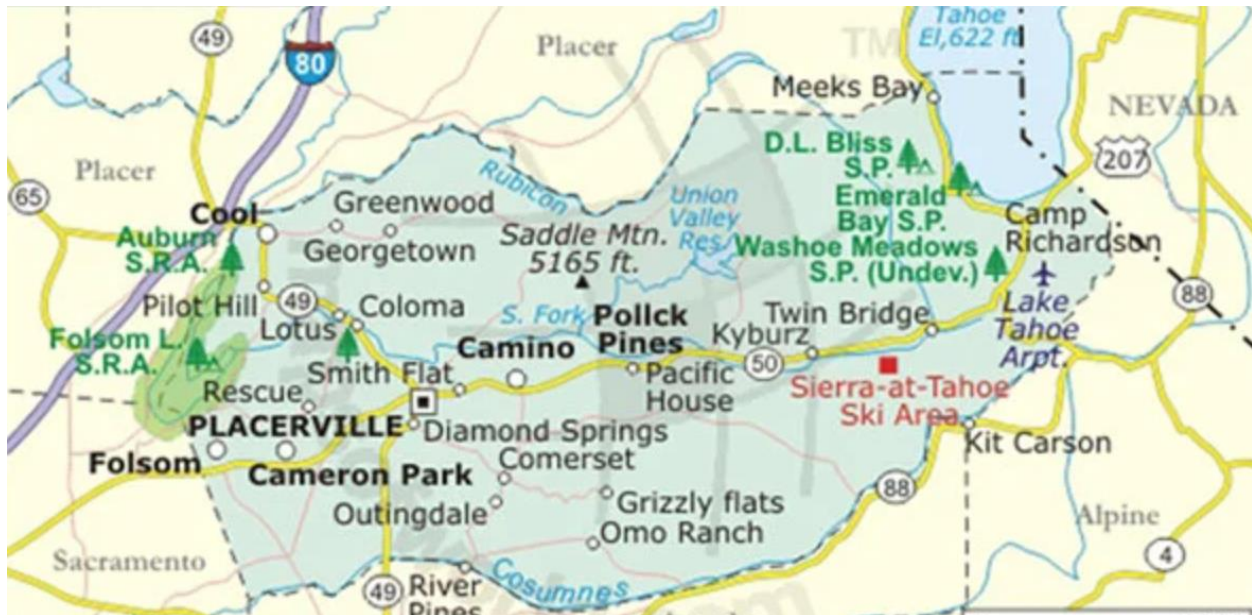 49
80
Placer
TM
Tahoe
El,622 ft
Meeks Bay
NEVADA
207
Placer
65
Cool
Greenwood
Georgetown
Rubicon
Union
Valley
Res.
D.L. Bliss
S.P.
Emerald
Bay S.P.
Washoe Meadows
S.P. (Undev.)
Camp
Richardson
Auburn
S.R.A.
Saddle Mtn.
5165 ft.
Pilot Hill
49
Coloma
Lotus
S. Fork
Pollck
Pines
Kyburz
Twin Bridge
Lake
Tahoe
Arpt.
88
Folsom L.
S.R.A.
Camino
Smith Flat
50
Pacific
House
Sierra-at-Tahoe
Ski Area
Rescue
PLACERVILLE
Diamond Springs
Folsom
Cameron Park
Comerset
Kit Carson
Outingdale
Grizzly flats
Omo Ranch
88
Alpine
4
Sacramento
49
River
Pines
Cosumnes